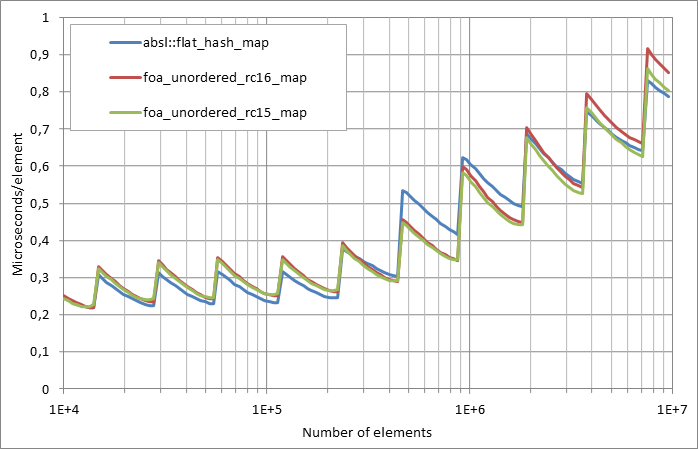 1
0,9
0,8
0,7
0,6
0,5
0,4
0,3
0,2
0,1
0
Microseconds/element
absl::flat_hash_map
foa_unordered_rc16_map
foa_unordered_rc15_map
1E+4
1E+5
1E+6
1E+7
Number of elements